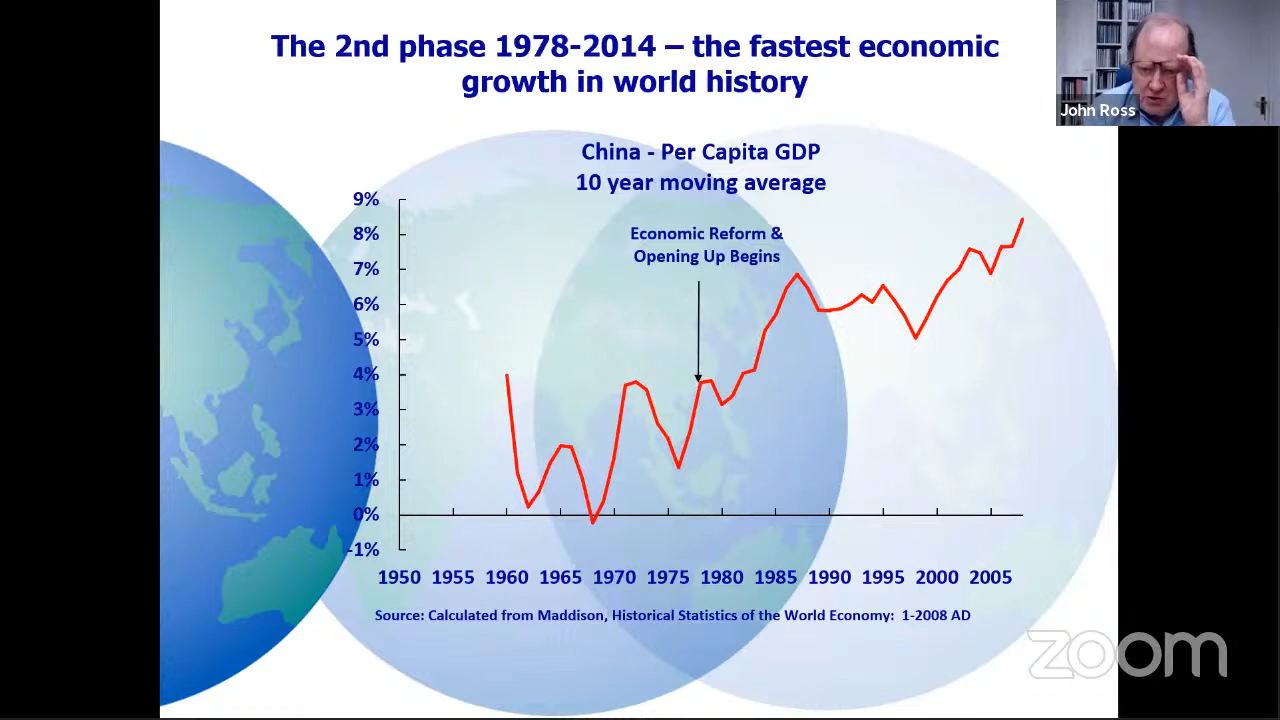 The 2nd phase 1978-2014 – the fastest economic
growth in world history
John Ross
China - Per Capita GDP
10 year moving average
Economic Reform &
Opening Up Begins
9%
8%
7%
6%
5%
4%
3%
2%
1%
0%
-1%
1950 1955 1960 1965 1970 1975 1980 1985 1990 1995 2000 2005
Source: Calculated from Maddison, Historical Statistics of the World Economy: 1-2008 AD
zoom